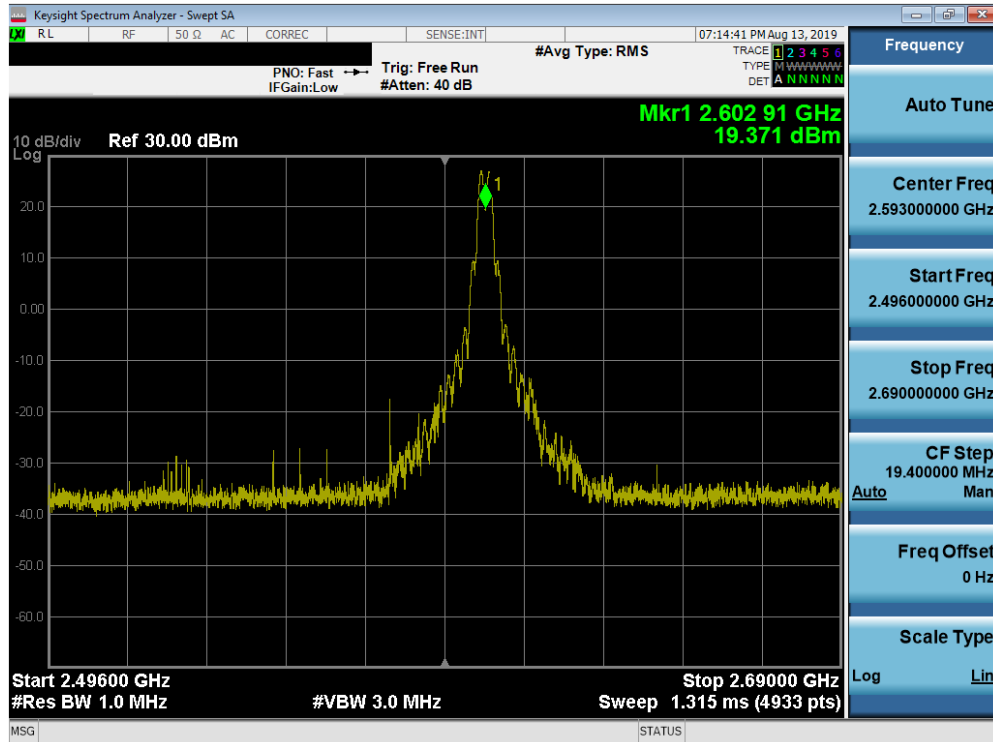 Keysight Spectrum Analyzer - Swept SA
LXI RL RF 50 Ω AC CORREC SENSE:INT 07:14:41 PM Aug 13, 2019
Frequency
#Avg Type: RMS TRACE 1 2 3 4 5 6
PNO: Fast Trig: Free Run TYPE M WWWWW
IFGain:Low #Atten: 40 dB DET A N N N N N
Auto Tune
Mkr1 2.602 91 GHz
19.371 dBm
10 dB/div Ref 30.00 dBm
Log
1
20.0
10.0
0.00
-10.0
-20.0
-30.0
-40.0
-50.0
-60.0
Center Freq
2.593000000 GHz
Start Freq
2.496000000 GHz
Stop Freq
2.690000000 GHz
CF Step
19.400000 MHz
Auto Man
Freq Offset
0 Hz
Scale Type
Log Lin
Start 2.49600 GHz Stop 2.69000 GHz
#Res BW 1.0 MHz #VBW 3.0 MHz Sweep 1.315 ms (4933 pts)
MSG STATUS